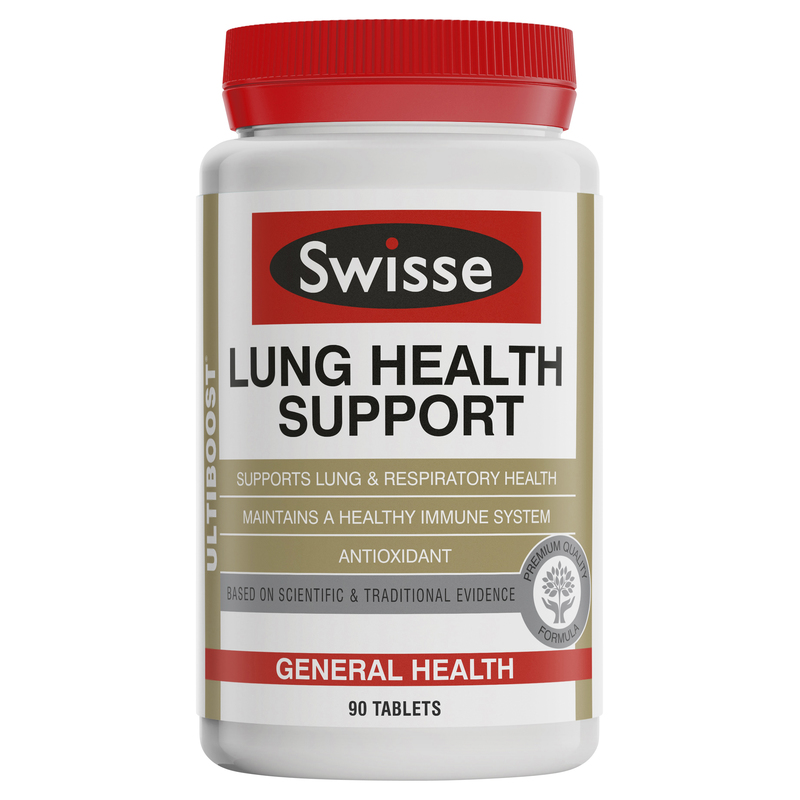 Swisse
LUNG HEALTH
SUPPORT
ULTIBOOST
SUPPORTS LUNG & RESPIRATORY HEALTH
MAINTAINS A HEALTHY IMMUNE SYSTEM
ANTIOXIDANT
BASED ON SCIENTIFIC & TRADITIONAL EVIDENCE
PREMIUM QUALITY
FORMULA
GENERAL HEALTH
90 TABLETS